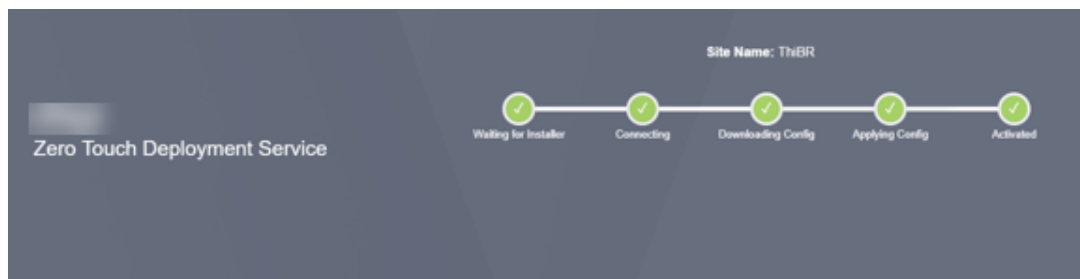 Site Name: ThiBR
Waiting for Installer Connecting Downloading Config Applying Config Activated
Zero Touch Deployment Service